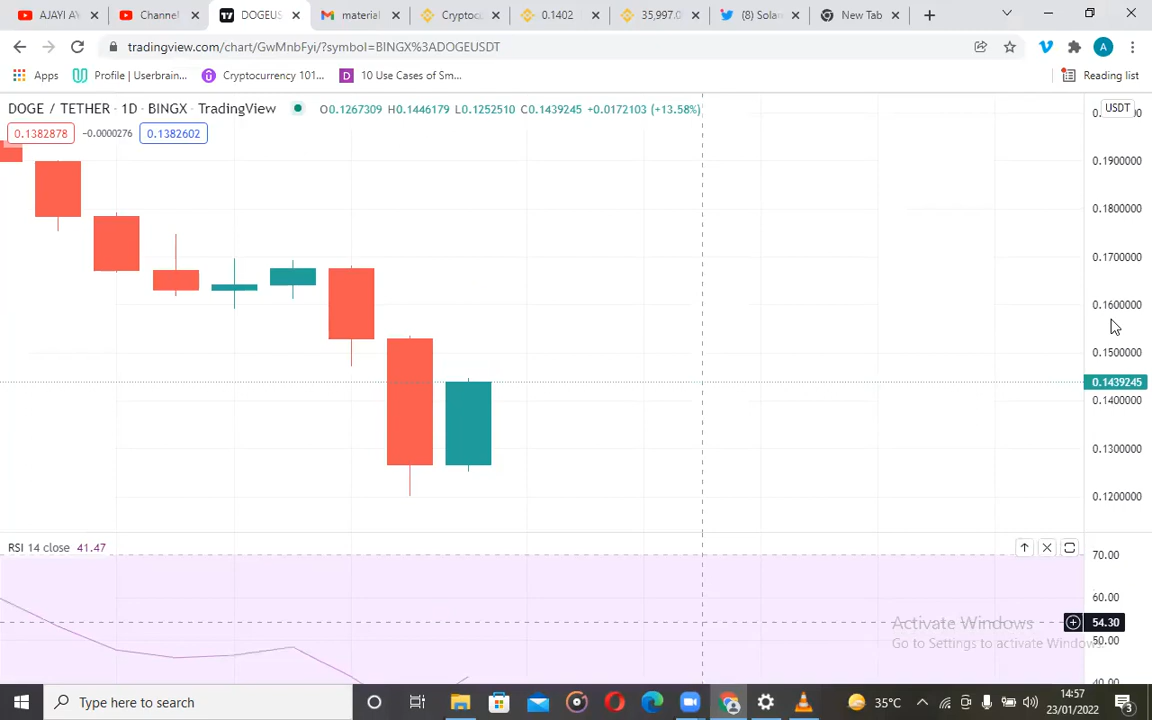 AJAYI AY
Channel
DOGEUS
material
Cryptoc
0.1402
35,997.0
(8) Solan
New Tab
tradingview.com/chart/GwMnbFyi/?symbol=BINGX%3ADOGEUSDT
A
Apps
Profile | Userbrain...
Cryptocurrency 101...
10 Use Cases of Sm...
Reading list
DOGE / TETHER · 1D · BINGX · TradingView
O0.1267309 H0.1446179 L0.1252510 C0.1439245 +0.0172103 (+13.58%)
USDT
0.1382878
-0.0000276
0.1382602
0.1900000
0.1800000
0.1700000
0.1600000
0.1500000
0.1439245
0.1400000
0.1300000
0.1200000
RSI 14 close 41.47
70.00
60.00
54.30
50.00
40.00
Activate Windows
Go to Settings to activate Windows.
Type here to search
35°C
14:57
23/01/2022
3